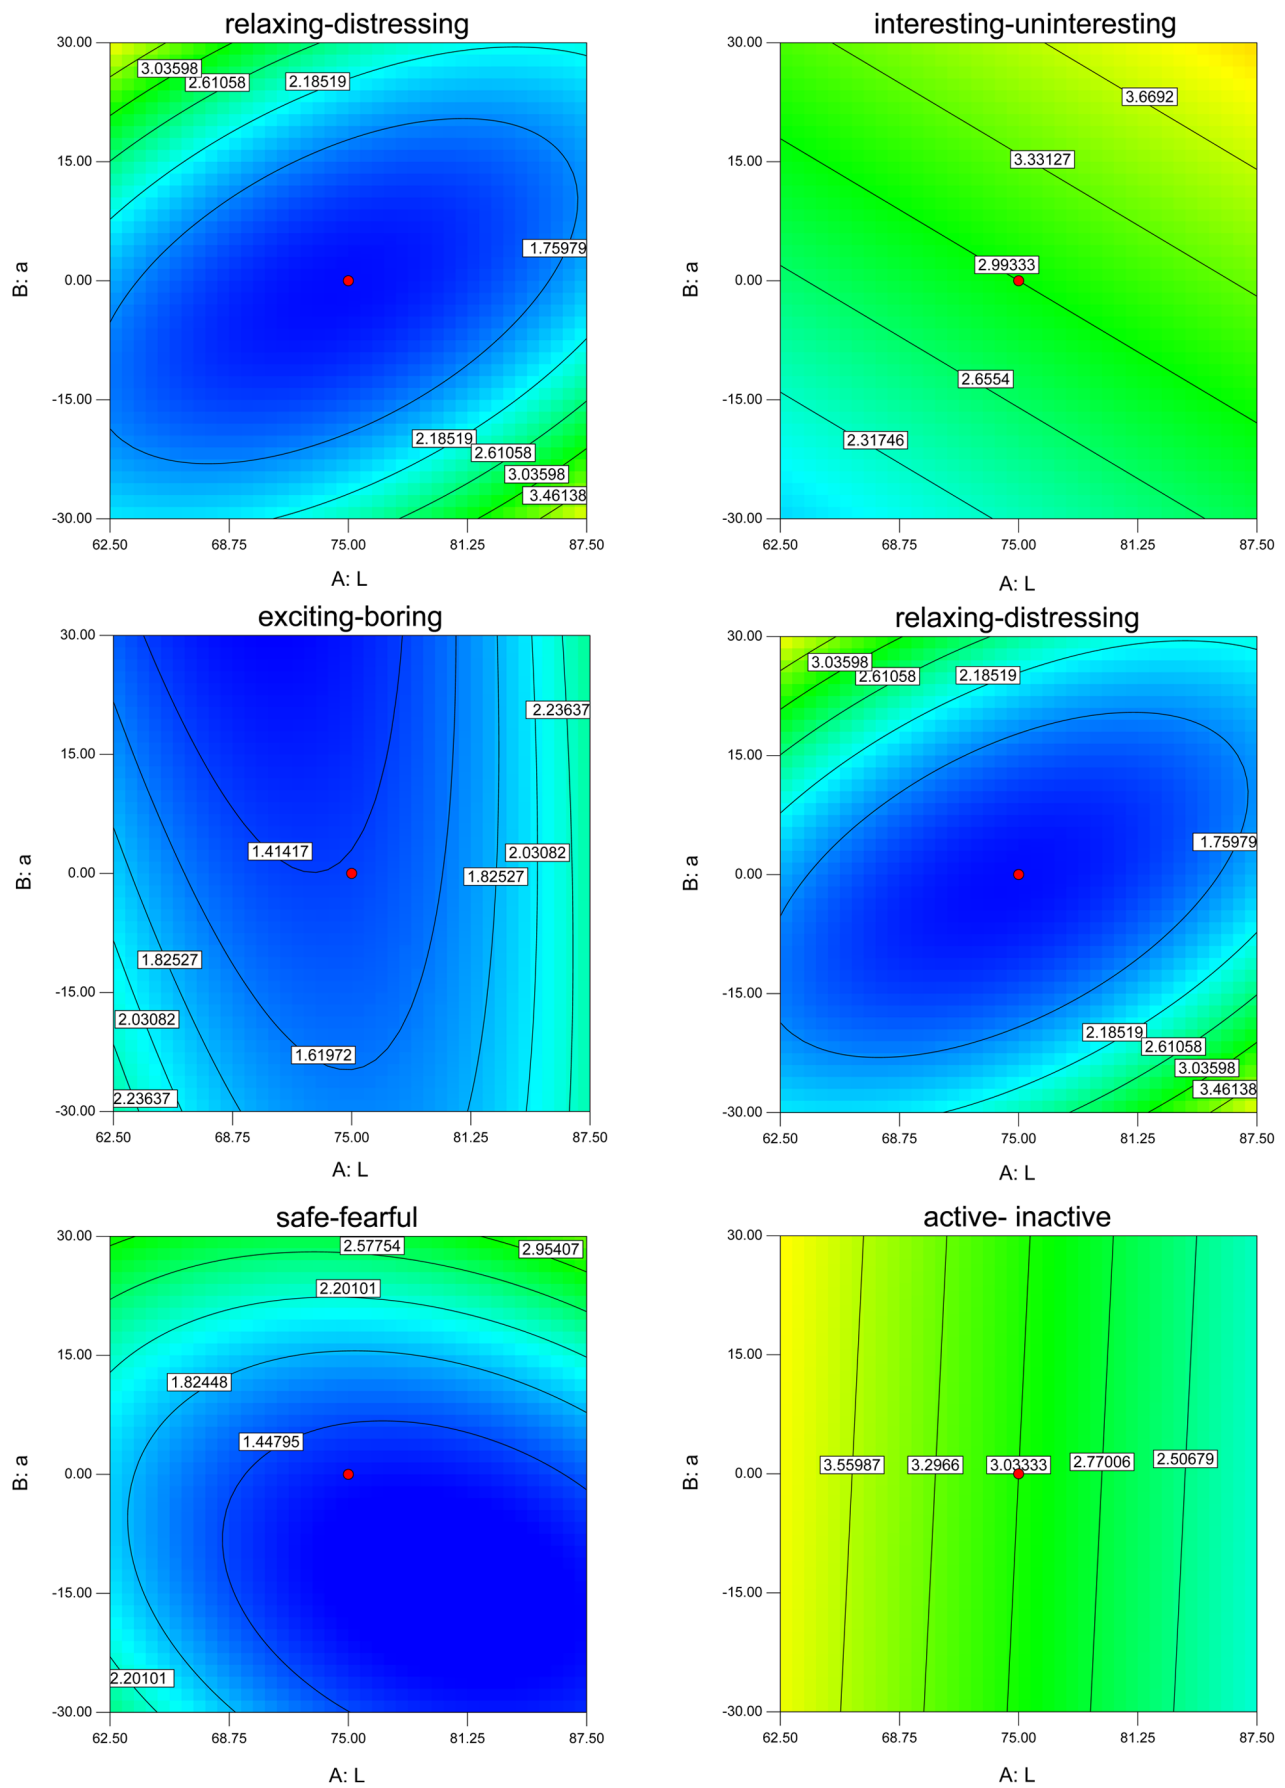 relaxing-distressing
30.00
15.00
0.00
-15.00
-30.00
B: a
3.03598
2.61058
2.18519
1.75979
2.18519
2.61058
3.03598
3.46138
62.50 68.75 75.00 81.25 87.50
A: L
interesting-uninteresting
30.00
15.00
0.00
-15.00
-30.00
B: a
3.6692
3.33127
2.99333
2.6554
2.31746
62.50 68.75 75.00 81.25 87.50
A: L
exciting-boring
30.00
15.00
0.00
-15.00
-30.00
B: a
2.23637
1.41417
2.03082
1.82527
1.82527
2.03082
1.61972
2.23637
62.50 68.75 75.00 81.25 87.50
A: L
relaxing-distressing
30.00
15.00
0.00
-15.00
-30.00
B: a
3.03598
2.61058
2.18519
1.75979
2.18519
2.61058
3.03598
3.46138
62.50 68.75 75.00 81.25 87.50
A: L
safe-fearful
30.00
15.00
0.00
-15.00
-30.00
B: a
2.57754
2.95407
2.20101
1.82448
1.44795
2.20101
62.50 68.75 75.00 81.25 87.50
A: L
active- inactive
30.00
15.00
0.00
-15.00
-30.00
B: a
3.55987 3.2966 3.03333 2.77006 2.50679
62.50 68.75 75.00 81.25 87.50
A: L